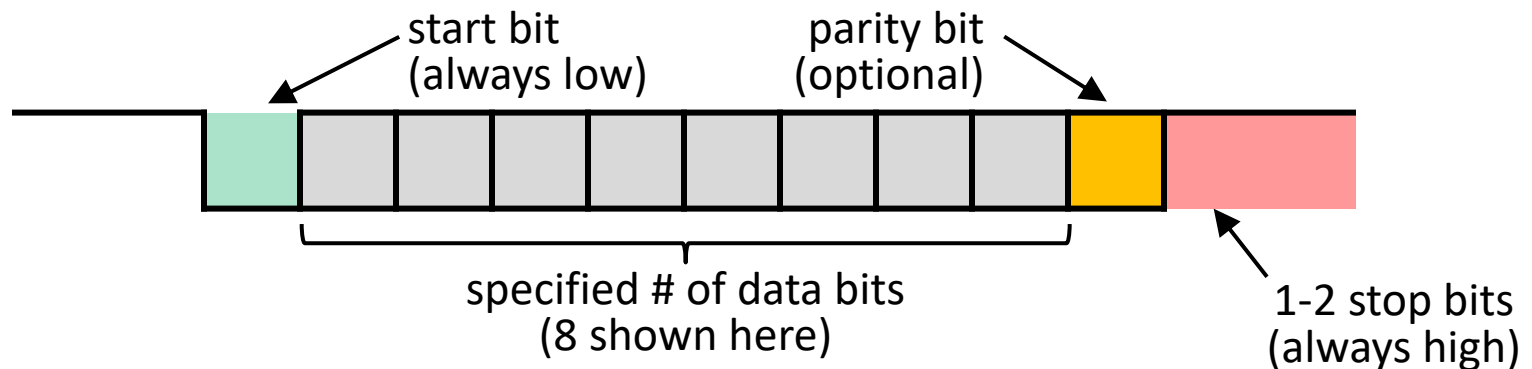 start bit
(always low)
parity bit
(optional)
specified # of data bits
(8 shown here)
1-2 stop bits
(always high)